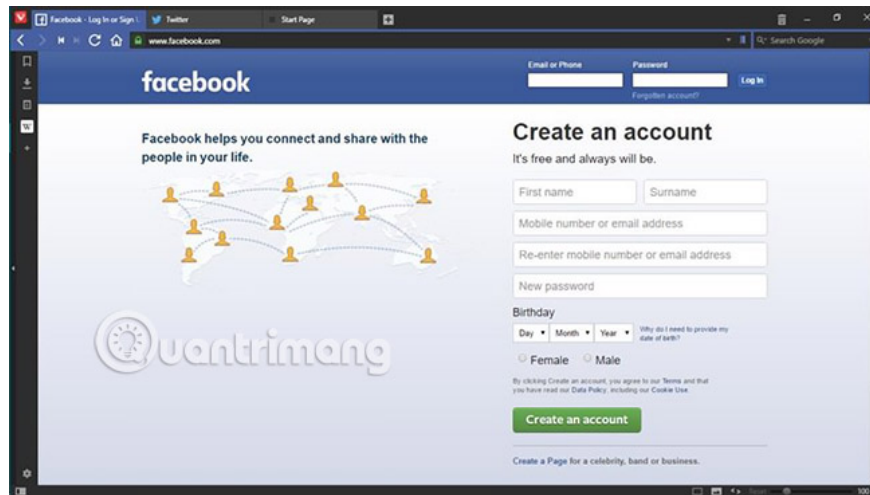 Facebook - Log In or Sign U
Twitter
Start Page
www.facebook.com
Search Google
facebook
Email or Phone
Password
Log In
Forgotten account?
Facebook helps you connect and share with the
people in your life.
Create an account
It's free and always will be.
First name
Surname
Mobile number or email address
Re-enter mobile number or email address
New password
Birthday
Day
Month
Year
Why do I need to provide my
date of birth?
Female
Male
By clicking Create an account, you agree to our Terms and that
you have read our Data Policy, including our Cookie Use.
Create an account
Create a Page for a celebrity, band or business.
Quantrimang
Reset
100